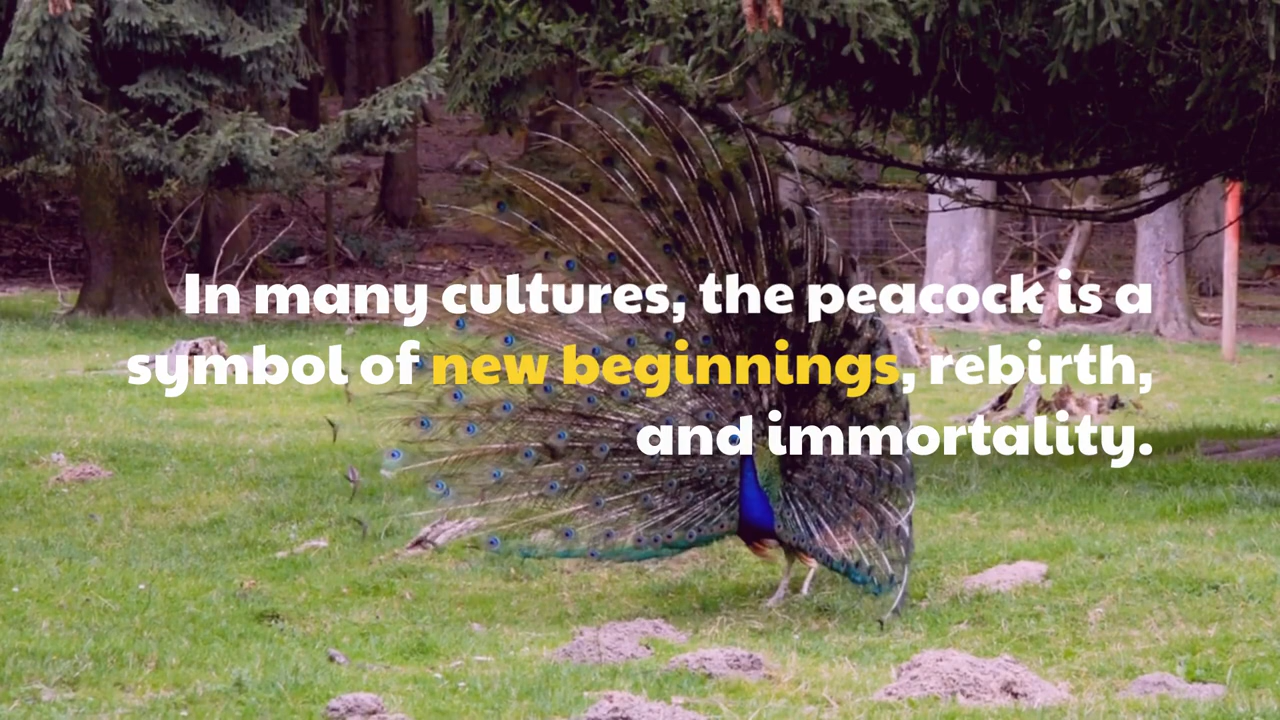 In many cultures, the peacock is a
symbol of new beginnings, rebirth,
and immortality.